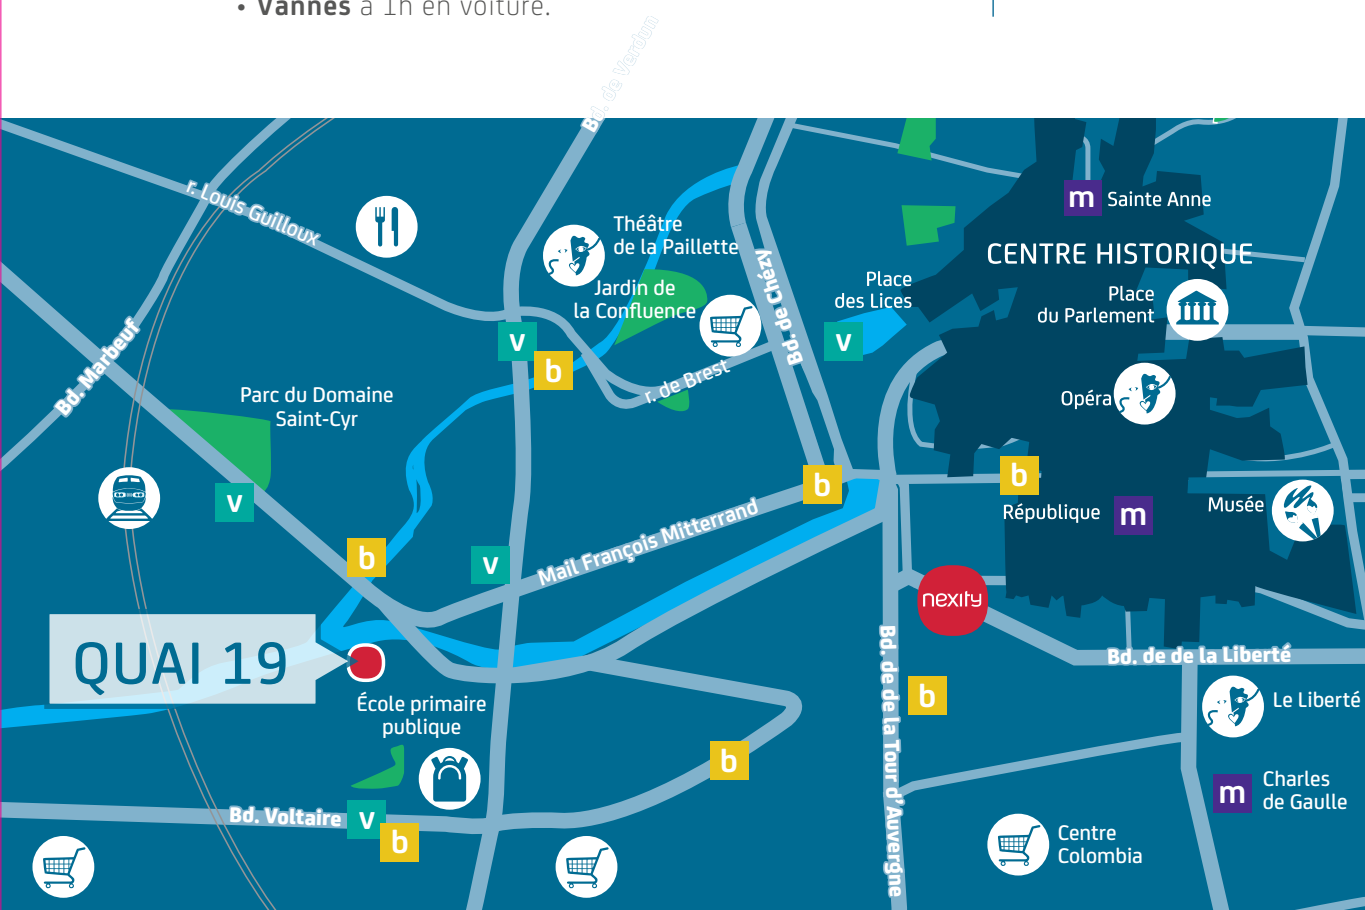 • Vannes à 1h en voiture.
Bd. de Verdun
r. Louis Guilloux
Théâtre
de la Paillette
Jardin de
la Confluence
Bd. de Chézy
Place
des Lices
m
Sainte Anne
CENTRE HISTORIQUE
Place
du Parlement
Bd. Marbeuf
v
v
b
r. de Brest
Opéra
Parc du Domaine
Saint-Cyr
v
b
b
République
m
Musée
b
v
Mail François Mitterrand
nexity
QUAI 19
Bd. de de la Liberté
Bd. de de la Tour d'Auvergne
b
Le Liberté
École primaire
publique
b
m
Charles
de Gaulle
Bd. Voltaire
v
b
Centre
Colombia